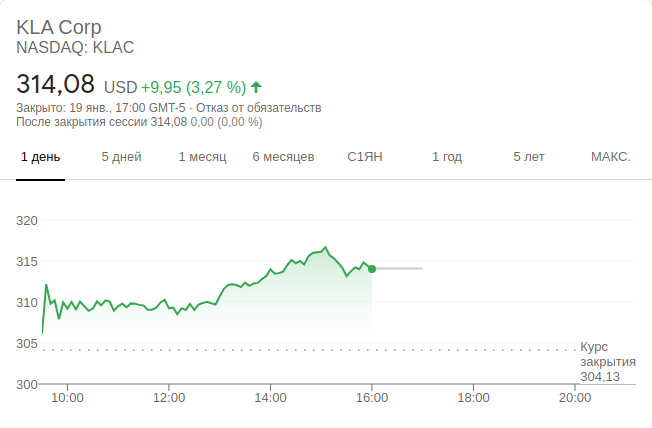 KLA Corp
NASDAQ: KLAC
314,08 USD +9,95 (3,27 %)
Закрыто: 19 янв., 17:00 GMT-5 · Отказ от обязательств
После закрытия сессии 314,08 0,00 (0,00 %)
1 день 5 дней 1 месяц 6 месяцев С1ЯН 1 год 5 лет МАКС.
320
315
310
305
300
Курс
закрытия
304,13
10:00 12:00 14:00 16:00 18:00 20:00